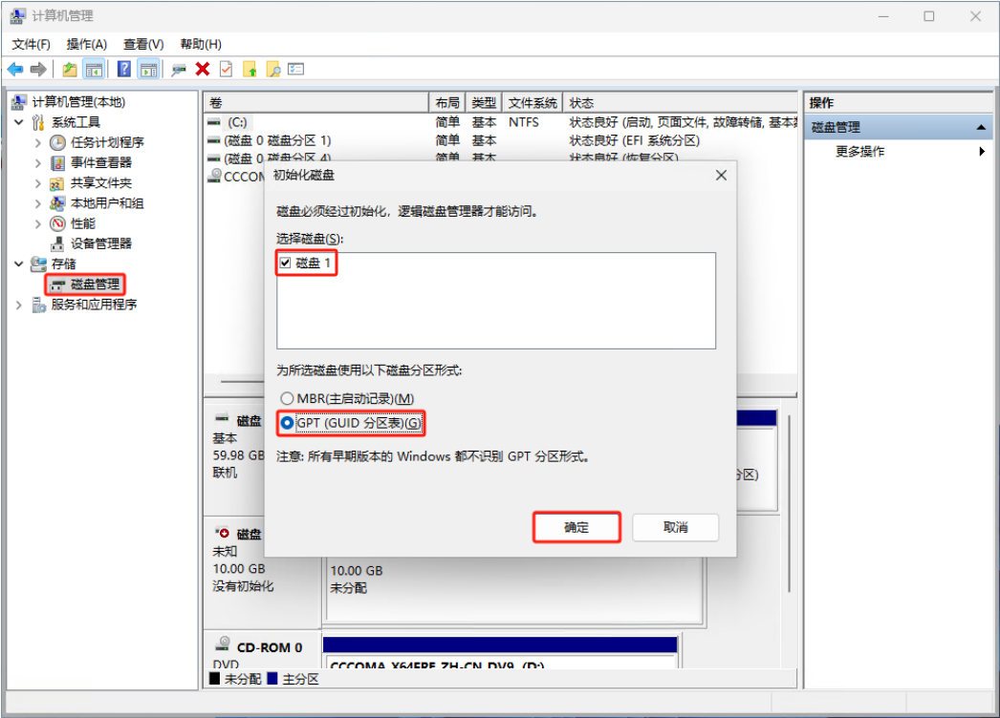 计算机管理
文件(F) 操作(A) 查看(V) 帮助(H)
计算机管理(本地)
系统工具
任务计划程序
事件查看器
共享文件夹
本地用户和组
性能
设备管理器
存储
磁盘管理
服务和应用程序
卷 布局 类型 文件系统 状态
(C:) 简单 基本 NTFS 状态良好 (启动, 页面文件, 故障转储, 基本
(磁盘 0 磁盘分区 1) 简单 基本 状态良好 (EFI 系统分区)
(磁盘 0 磁盘分区 4) 简单 基本 状态良好 (恢复分区)
CCCOM
初始化磁盘
磁盘必须经过初始化，逻辑磁盘管理器才能访问。
选择磁盘(S):
磁盘 1
为所选磁盘使用以下磁盘分区形式:
MBR(主启动记录)(M)
GPT (GUID 分区表)(G)
注意: 所有早期版本的 Windows 都不识别 GPT 分区形式。
确定 取消
磁盘
基本
59.98 GB
联机
分区)
磁盘
未知
10.00 GB
没有初始化
10.00 GB
未分配
CD-ROM 0
DVD
CCCOMA_X64FRE_ZH-CN_DV9 (D:)
未分配 主分区
操作
磁盘管理
更多操作